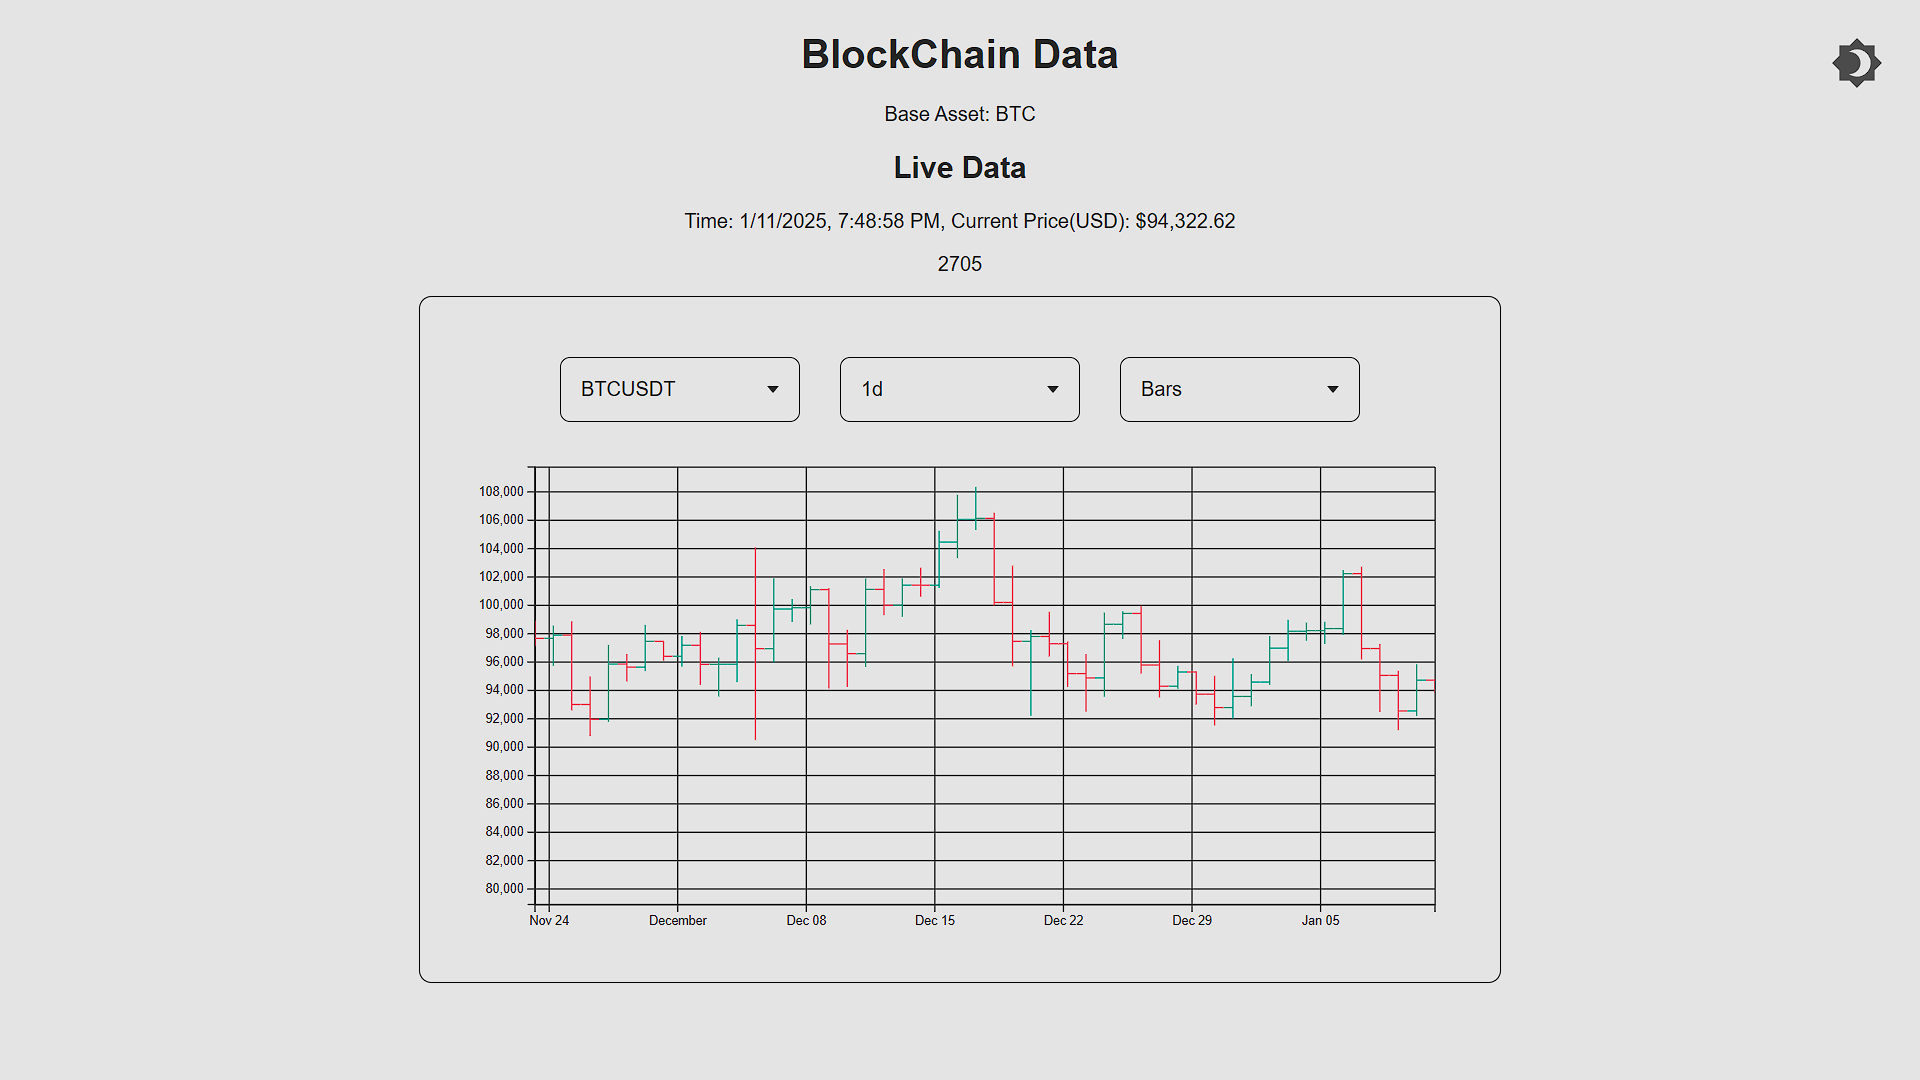 BlockChain Data
Base Asset: BTC
Live Data
Time: 1/11/2025, 7:48:58 PM, Current Price(USD): $94,322.62
2705
BTCUSDT
1d
Bars
108,000
106,000
104,000
102,000
100,000
98,000
96,000
94,000
92,000
90,000
88,000
86,000
84,000
82,000
80,000
Nov 24 December Dec 08 Dec 15 Dec 22 Dec 29 Jan 05